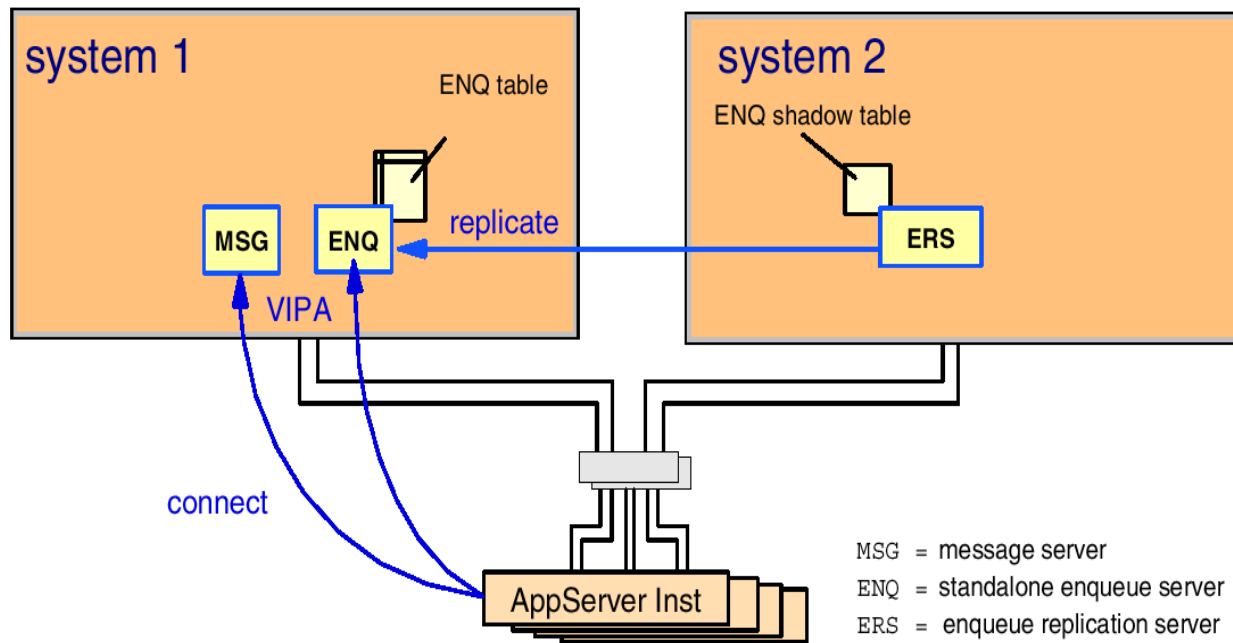 system 1
ENQ table
MSG
ENQ
replicate
VIPA
system 2
ENQ shadow table
ERS
connect
AppServer Inst
MSG = message server
ENQ = standalone enqueue server
ERS = enqueue replication server